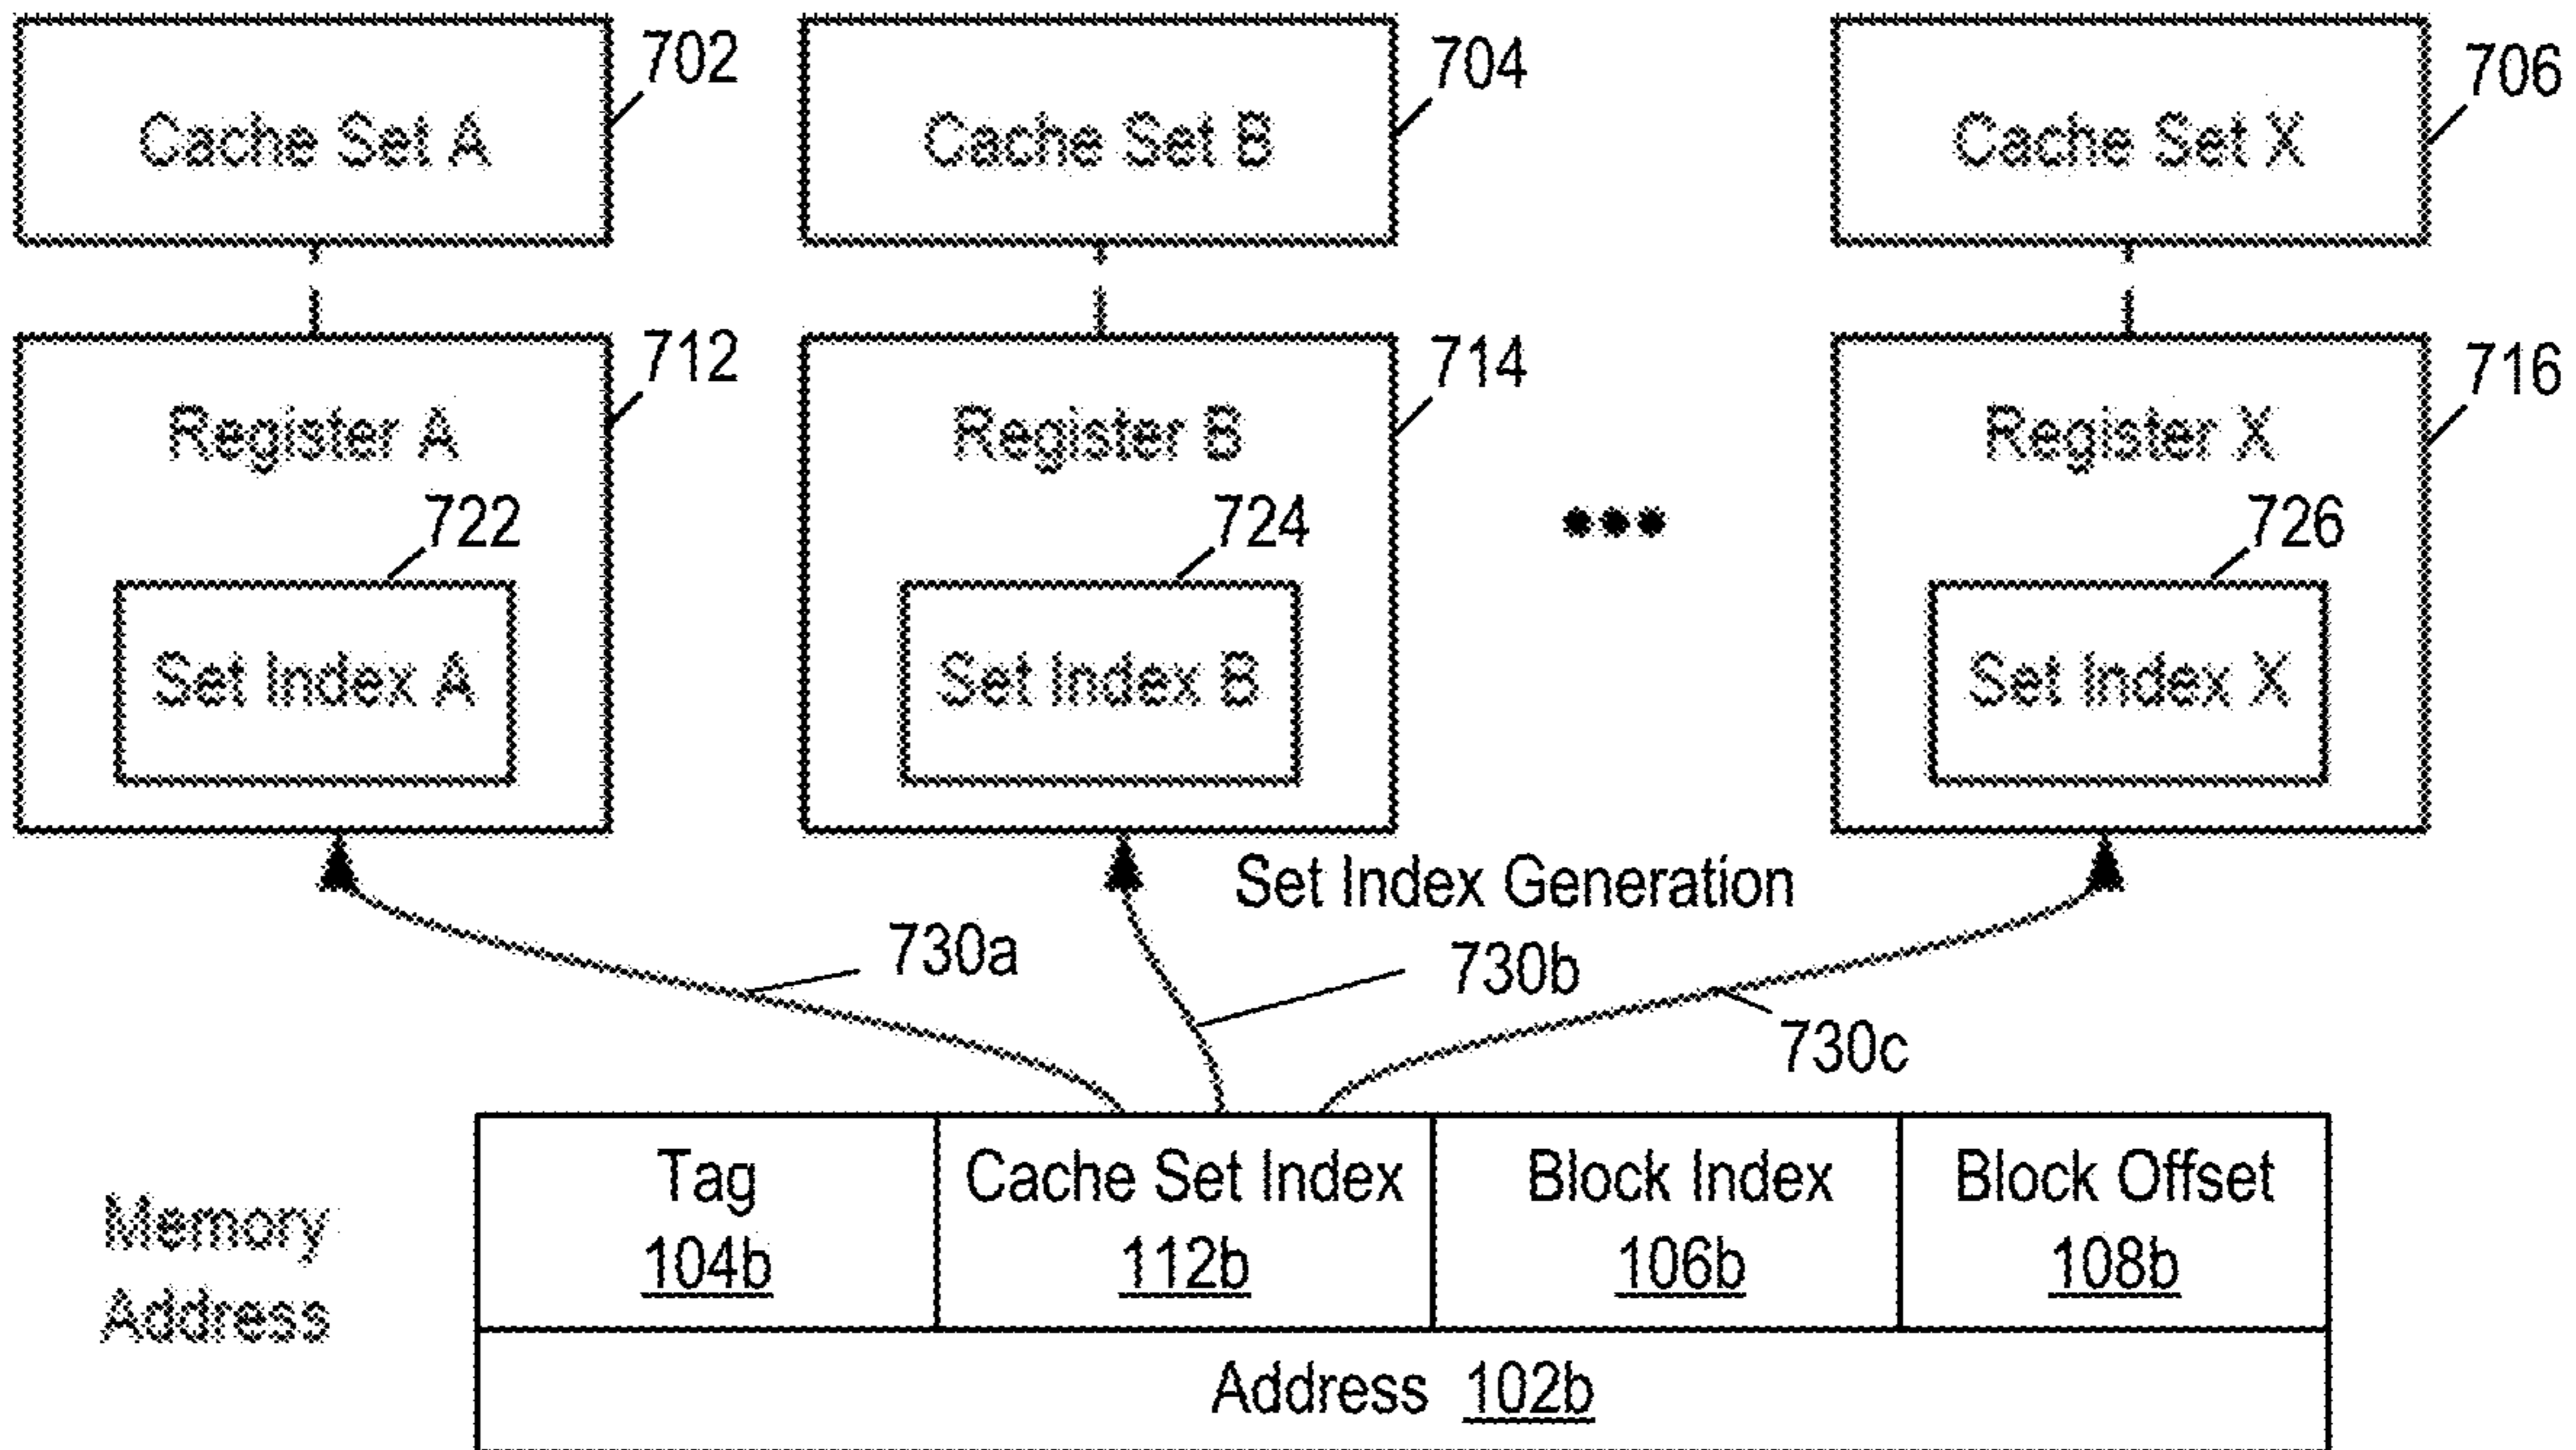 702
704
706
Cache Set A
Cache Set B
Cache Set X
712
714
716
Register A
Register B
Register X
722
724
726
•••
Set Index A
Set Index B
Set Index X
Set Index Generation
730a
730b
730c
Memory
Address
Tag
104b
Cache Set Index
112b
Block Index
106b
Block Offset
108b
Address 102b